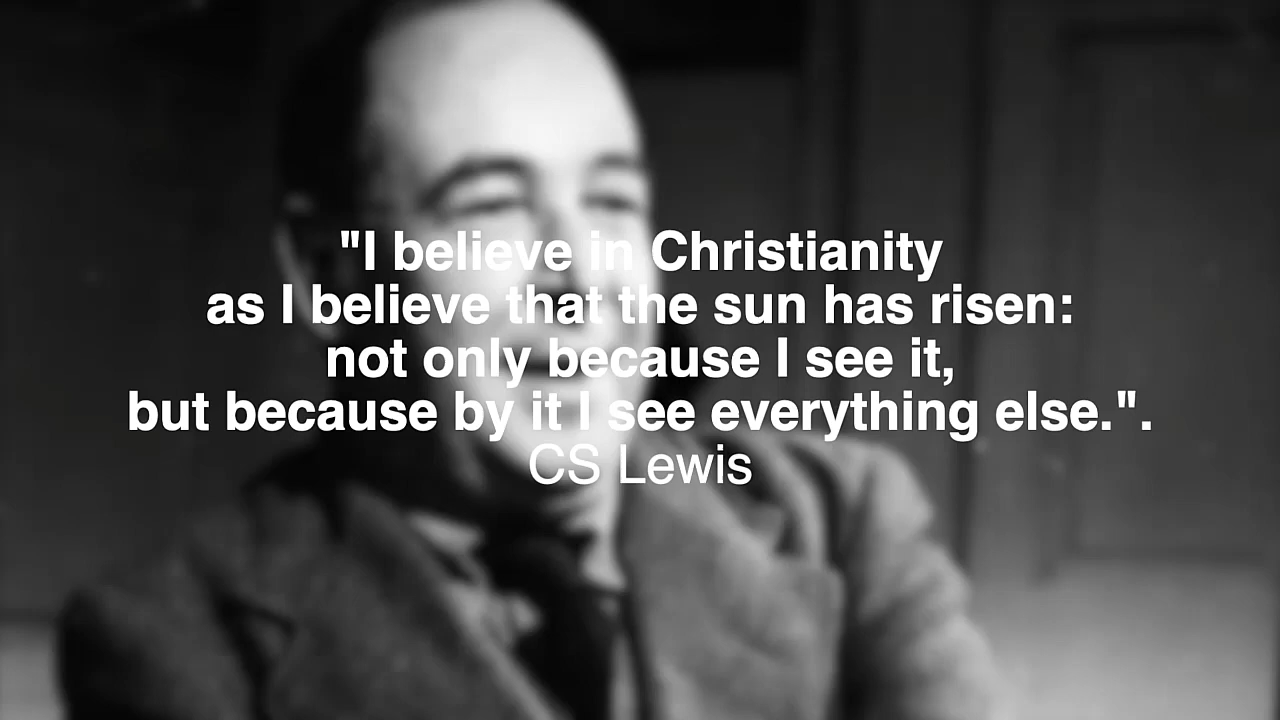 "I believe in Christianity
as I believe that the sun has risen:
not only because I see it,
but because by it I see everything else.".
CS Lewis